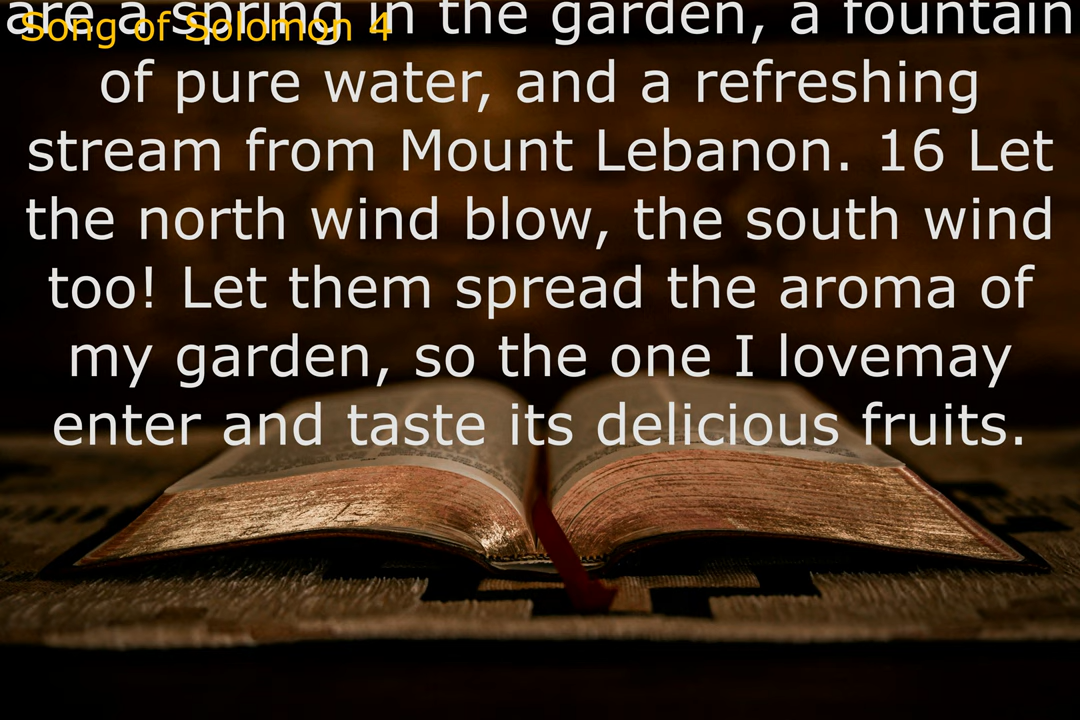 are a spring in the garden, a fountain
Song of Solomon 4
of pure water, and a refreshing
stream from Mount Lebanon. 16 Let
the north wind blow, the south wind
too! Let them spread the aroma of
my garden, so the one I lovemay
enter and taste its delicious fruits.